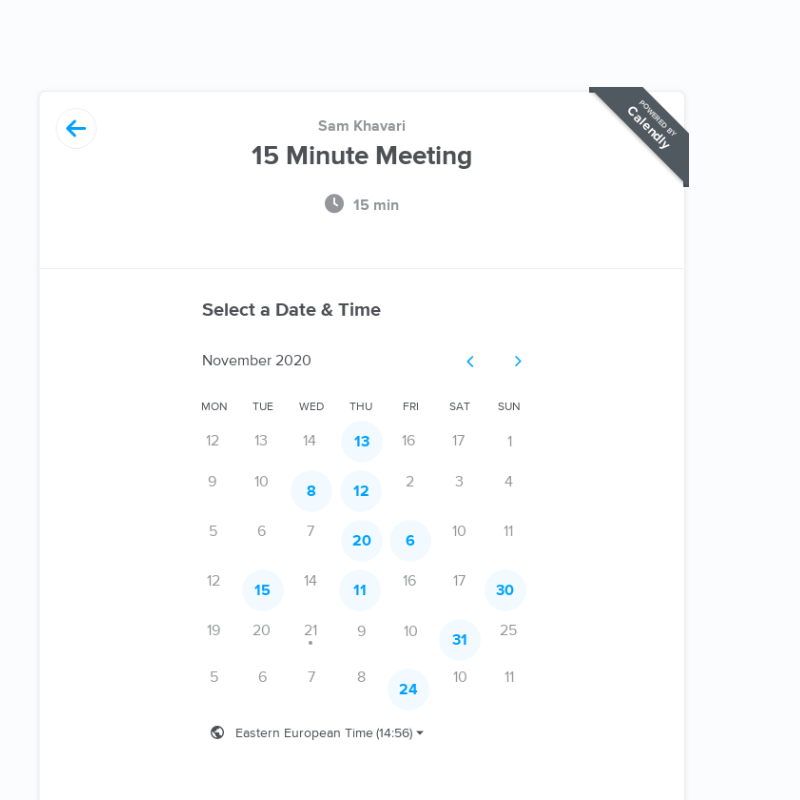 POWERED BY
Calendly
Sam Khavari
15 Minute Meeting
15 min
Select a Date & Time
November 2020
MON TUE WED THU FRI SAT SUN
12 13 14 13 16 17 1
9 10 8 12 2 3 4
5 6 7 20 6 10 11
12 15 14 11 16 17 30
19 20 21 9 10 31 25
5 6 7 8 24 10 11
Eastern European Time (14:56)